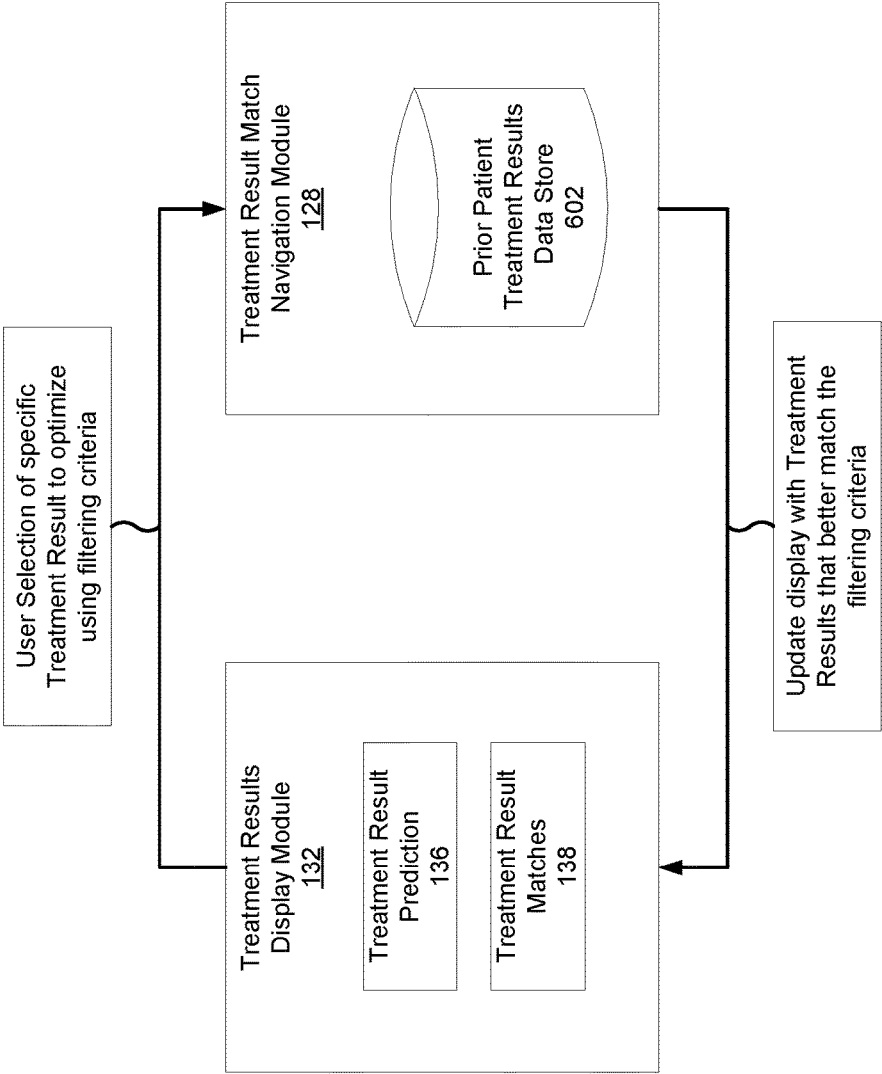 User Selection of specific
Treatment Result to optimize
using filtering criteria
Treatment Results
Display Module
132
Treatment Result
Prediction
136
Treatment Result
Matches
138
Treatment Result Match
Navigation Module
128
Prior Patient
Treatment Results
Data Store
602
Update display with Treatment
Results that better match the
filtering criteria